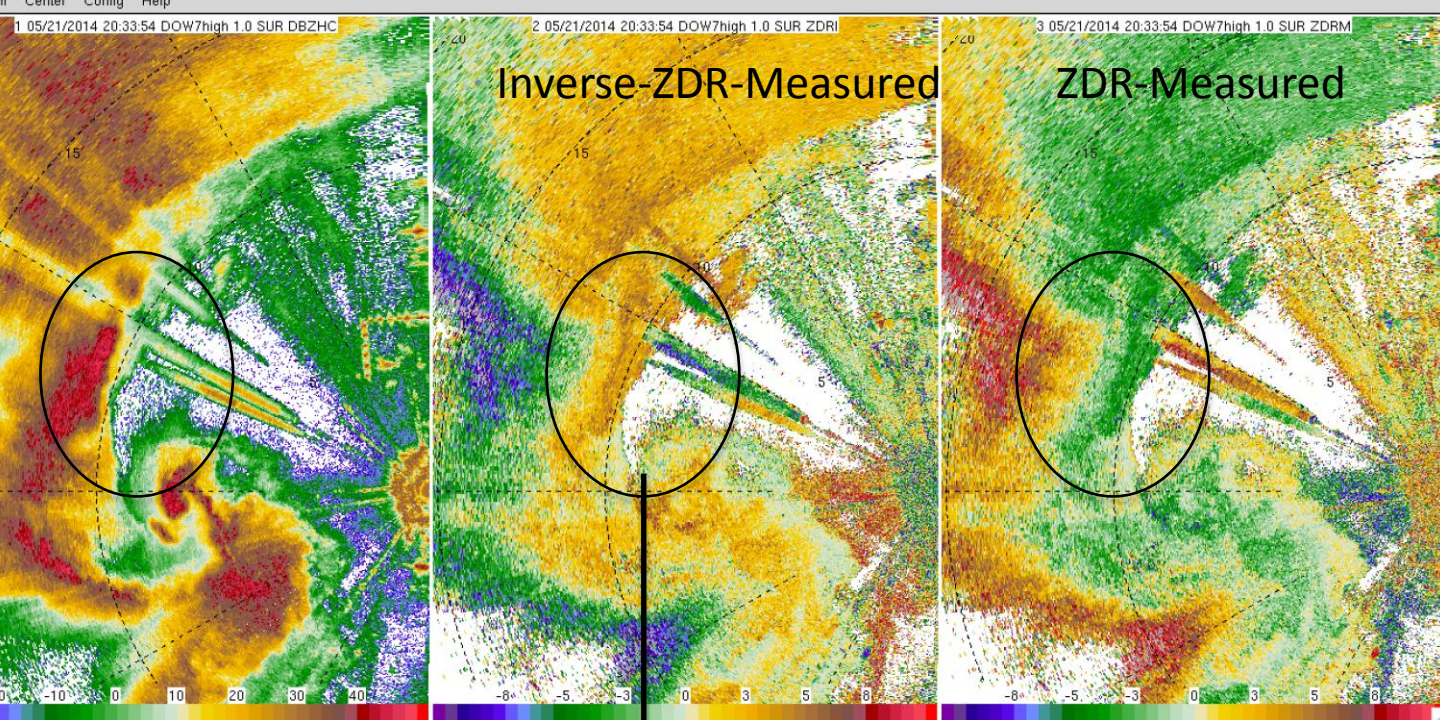 Center Config Help
1 05/21/2014 20:33:54 DOW7high 1.0 SUR DBZHC
2 05/21/2014 20:33:54 DOW7high 1.0 SUR ZDRI
3 05/21/2014 20:33:54 DOW7high 1.0 SUR ZDRM
20
20
Inverse-ZDR-Measured
ZDR-Measured
15
15
15
10
10
5
5
0 -10 0 10 20 30 40
-8 -5 -3 0 3 5 8
-8 -5 -3 0 3 5 8